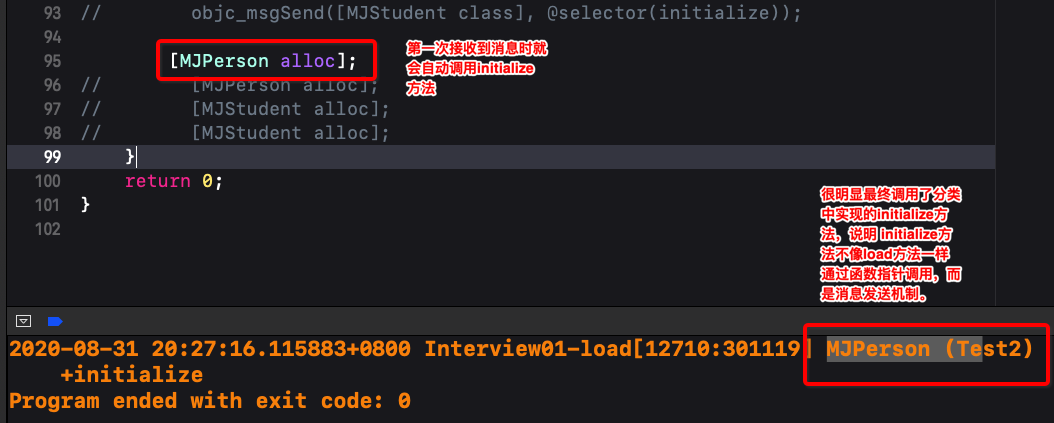 93 //        objc_msgSend([MJStudent class], @selector(initialize));
94
95         [MJPerson alloc];
第一次接收到消息时就
会自动调用initialize
方法
96 //        [MJPerson alloc];
97 //        [MJStudent alloc];
98 //        [MJStudent alloc];
99     }
100     return 0;
101 }
102
很明显最终调用了分类
中实现的initialize方
法，说明 initialize方
法不像load方法一样
通过函数指针调用，而
是消息发送机制。
2020-08-31 20:27:16.115883+0800 Interview01-load[12710:301119] MJPerson (Test2)
+initialize
Program ended with exit code: 0